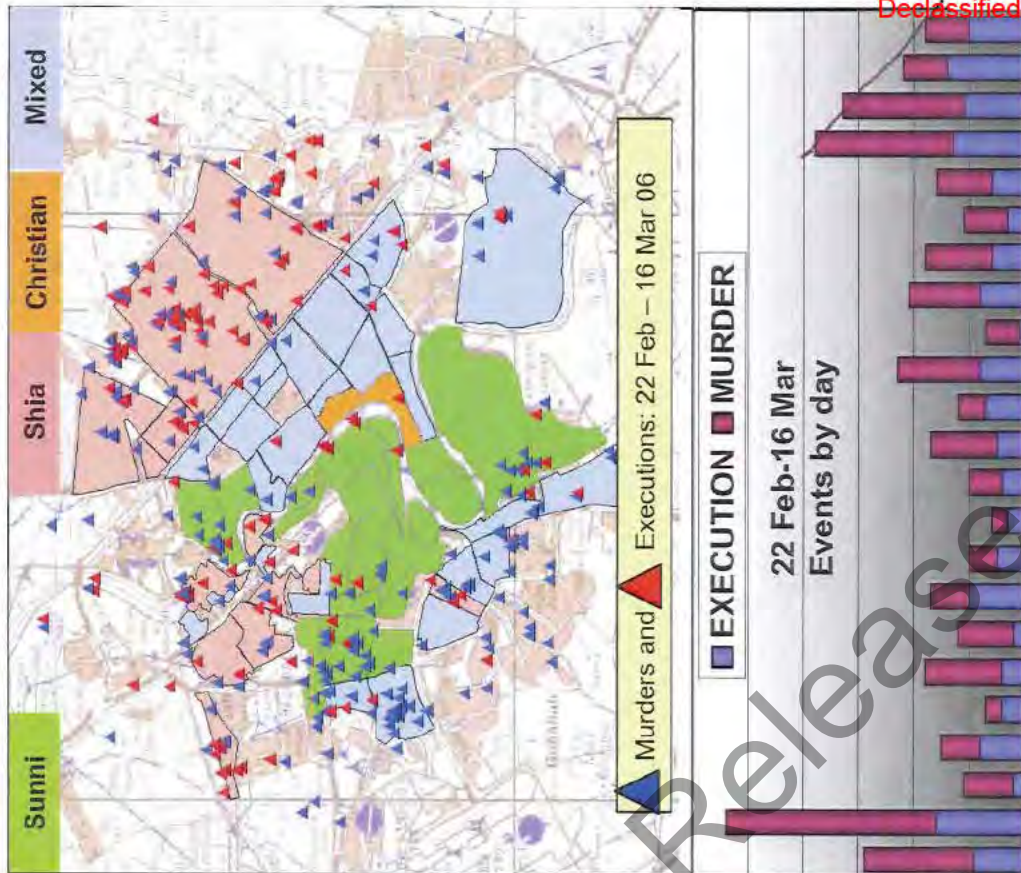 Declassified
Sunni
Shia
Christian
Mixed
Murders and Executions: 22 Feb – 16 Mar 06
EXECUTION MURDER
22 Feb-16 Mar
Events by day
Release